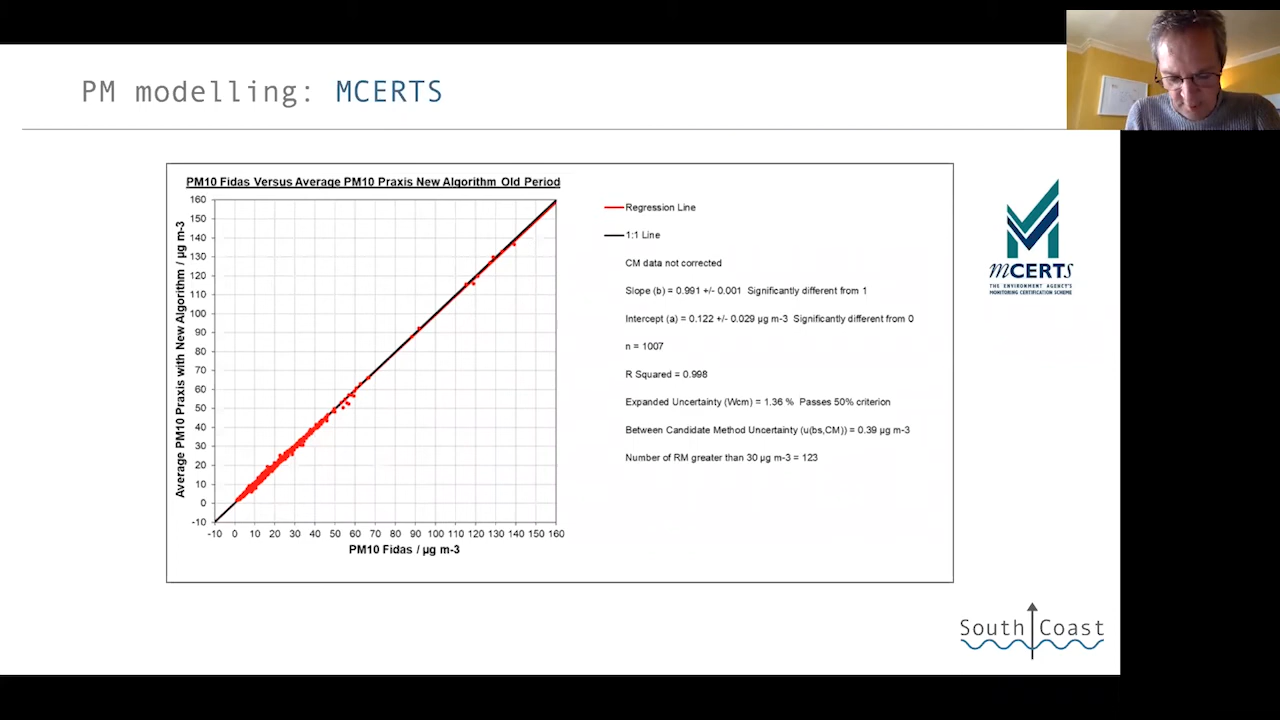 PM modelling: MCERTS
PM10 Fidas Versus Average PM10 Praxis New Algorithm Old Period
Average PM10 Praxis with New Algorithm / µg m-3
160
150
140
130
120
110
100
90
80
70
60
50
40
30
20
10
0
-10
-10 0 10 20 30 40 50 60 70 80 90 100 110 120 130 140 150 160
PM10 Fidas / µg m-3
Regression Line
1:1 Line
CM data not corrected
Slope (b) = 0.991 +/- 0.001 Significantly different from 1
Intercept (a) = 0.122 +/- 0.029 µg m-3 Significantly different from 0
n = 1007
R Squared = 0.998
Expanded Uncertainty (Wcm) = 1.36 % Passes 50% criterion
Between Candidate Method Uncertainty (u(bs,CM)) = 0.39 µg m-3
Number of RM greater than 30 µg m-3 = 123
mCERTs
THE ENVIRONMENT AGENCY'S
MONITORING CERTIFICATION SCHEME
South Coast